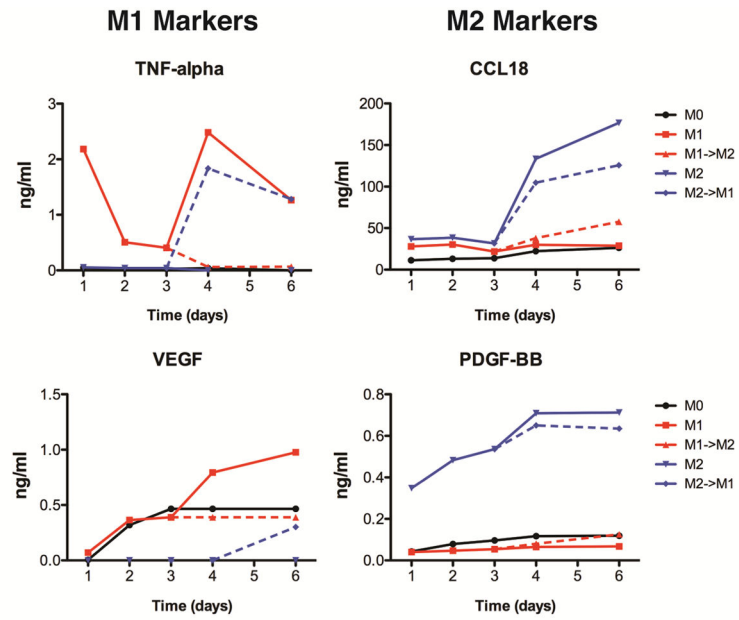 M1 Markers
M2 Markers
TNF-alpha
ng/ml
3
2
1
0
1 2 3 4 5 6
Time (days)
CCL18
ng/ml
200
150
100
50
0
1 2 3 4 5 6
Time (days)
M0
M1
M1->M2
M2
M2->M1
VEGF
ng/ml
1.5
1.0
0.5
0.0
1 2 3 4 5 6
Time (days)
PDGF-BB
ng/ml
0.8
0.6
0.4
0.2
0.0
1 2 3 4 5 6
Time (days)
M0
M1
M1->M2
M2
M2->M1